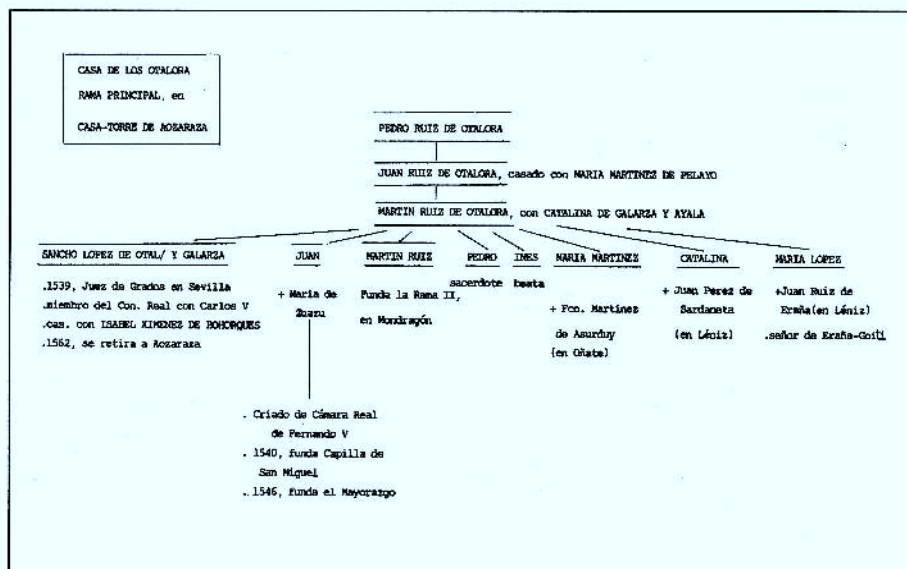 CASA DE LOS OTALORA
RAMA PRINCIPAL, en
CASA-TORRE DE AOZARAZA
PEDRO RUIZ DE OTALORA
JUAN RUIZ DE OTALORA, casado con MARIA MARTINEZ DE PELAYO
MARTIN RUIZ DE OTALORA, con CATALINA DE GALARZA Y AYALA
SANCHO LOPEZ DE OTAL/ Y GALARZA
.1539, Juez de Grados en Sevilla
.miembro del Con. Real con Carlos V
.cas. con ISABEL XIMENEZ DE BOHORQUES
.1562, se retira a Aozaraza
JUAN
+ Maria de
Zuazu
. Criado de Cámara Real
de Fernando V
. 1540, funda Capilla de
San Miguel
. 1546, funda el Mayorazgo
MARTIN RUIZ
Funda la Rama II,
en Mondragón
PEDRO
sacerdote
INES
beata
MARIA MARTINEZ
+ Fco. Martínez
de Asurduy
(en Oñate)
CATALINA
+ Juan Perez de
Sardaneta
(en Léniz)
MARIA LOPEZ
+Juan Ruiz de
Eraña(en Léniz)
.señor de Eraña-Goiti